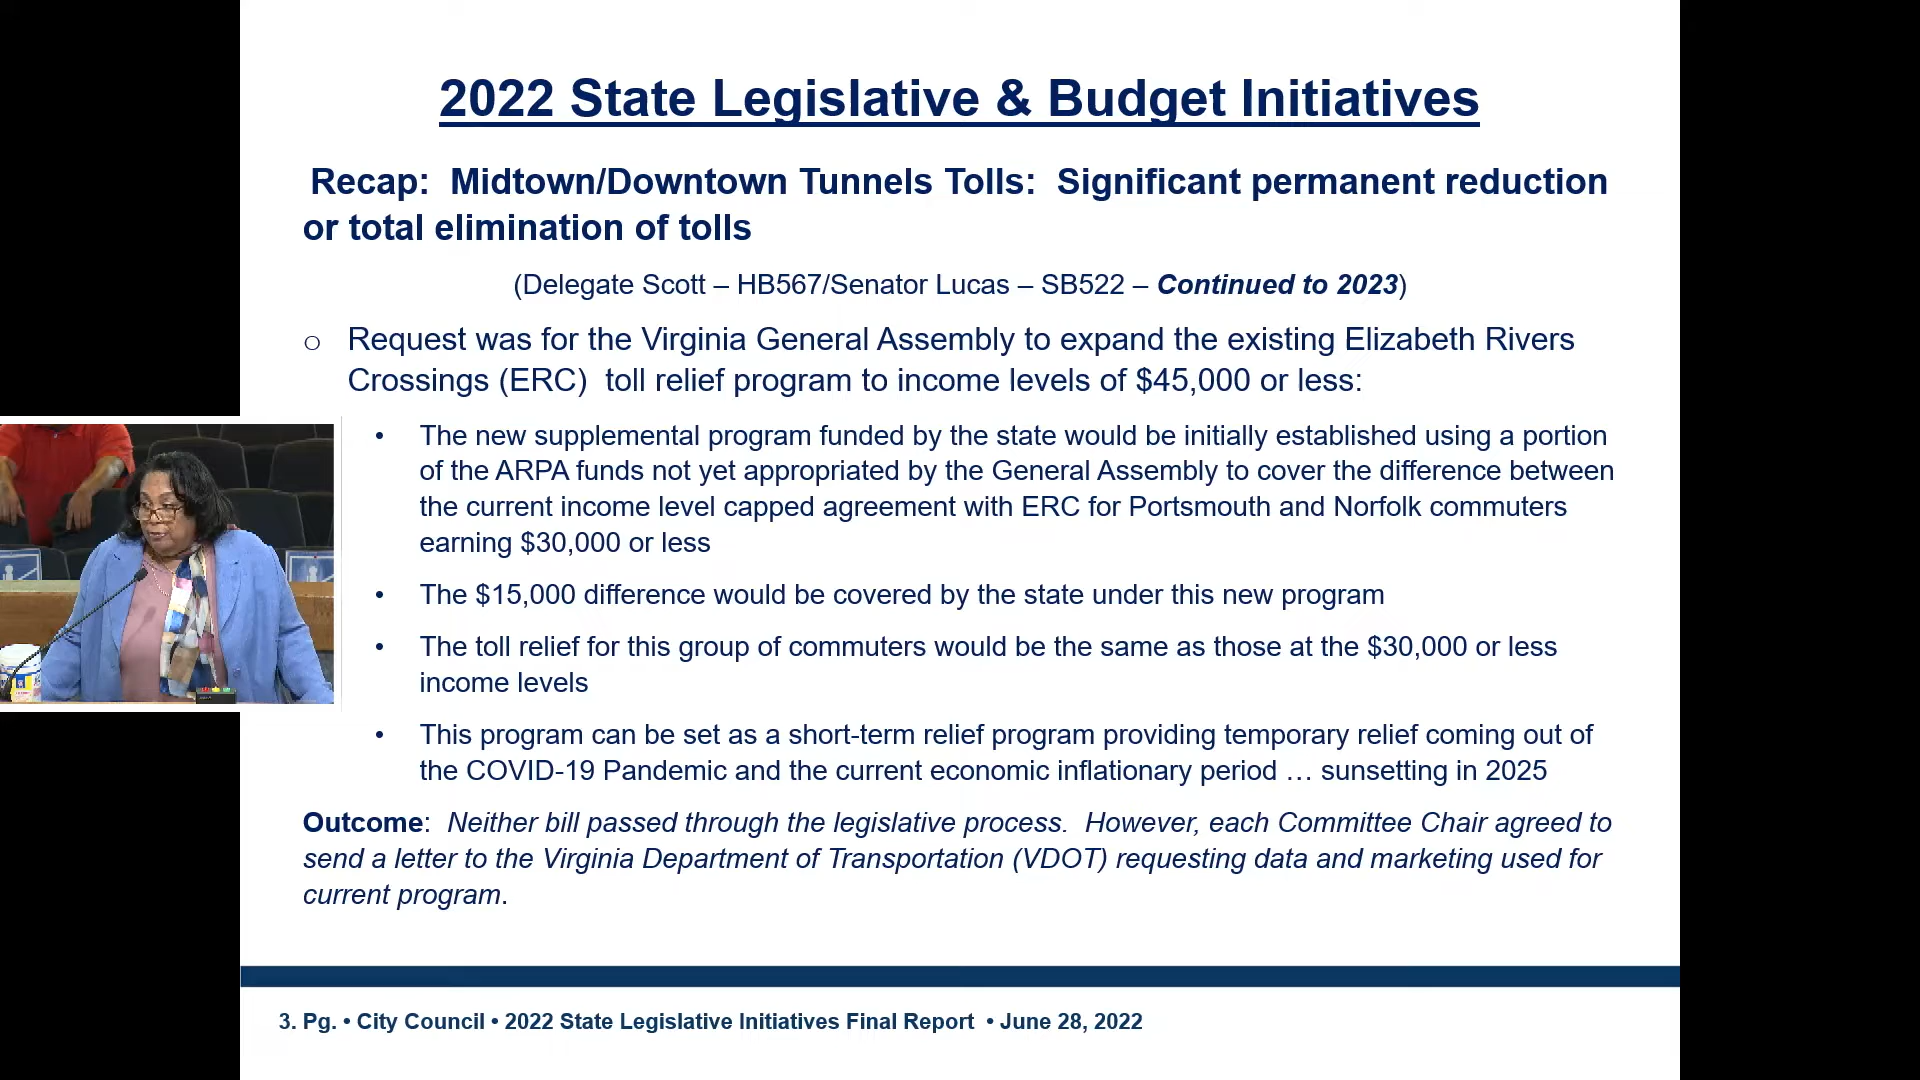 2022 State Legislative & Budget Initiatives
Recap: Midtown/Downtown Tunnels Tolls: Significant permanent reduction
or total elimination of tolls
(Delegate Scott – HB567/Senator Lucas – SB522 – Continued to 2023)
o Request was for the Virginia General Assembly to expand the existing Elizabeth Rivers
Crossings (ERC) toll relief program to income levels of $45,000 or less:
• The new supplemental program funded by the state would be initially established using a portion
of the ARPA funds not yet appropriated by the General Assembly to cover the difference between
the current income level capped agreement with ERC for Portsmouth and Norfolk commuters
earning $30,000 or less
• The $15,000 difference would be covered by the state under this new program
• The toll relief for this group of commuters would be the same as those at the $30,000 or less
income levels
• This program can be set as a short-term relief program providing temporary relief coming out of
the COVID-19 Pandemic and the current economic inflationary period … sunsetting in 2025
Outcome: Neither bill passed through the legislative process. However, each Committee Chair agreed to
send a letter to the Virginia Department of Transportation (VDOT) requesting data and marketing used for
current program.
3. Pg. • City Council • 2022 State Legislative Initiatives Final Report • June 28, 2022